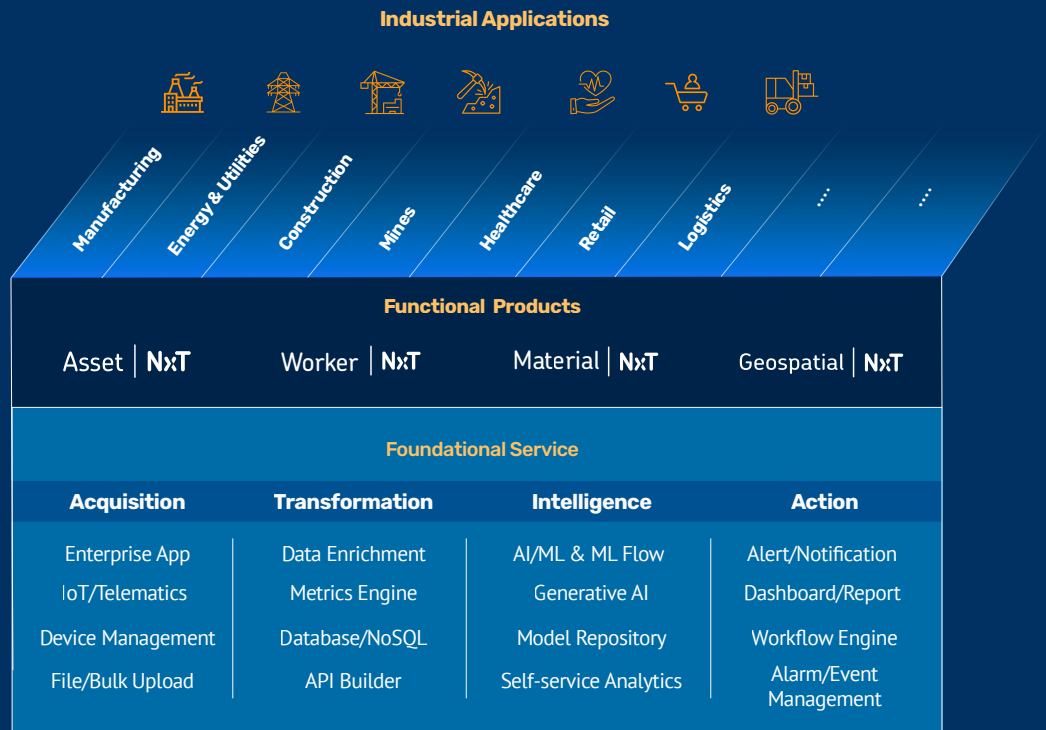 Industrial Applications
Manufacturing
Energy & Utilities
Construction
Mines
Healthcare
Retail
Logistics
....
....
Functional Products
Asset | NxT
Worker | NxT
Material | NxT
Geospatial | NxT
Foundational Service
Acquisition
Transformation
Intelligence
Action
Enterprise App
Data Enrichment
AI/ML & ML Flow
Alert/Notification
IoT/Telematics
Metrics Engine
Generative AI
Dashboard/Report
Device Management
Database/NoSQL
Model Repository
Workflow Engine
File/Bulk Upload
API Builder
Self-service Analytics
Alarm/Event
Management